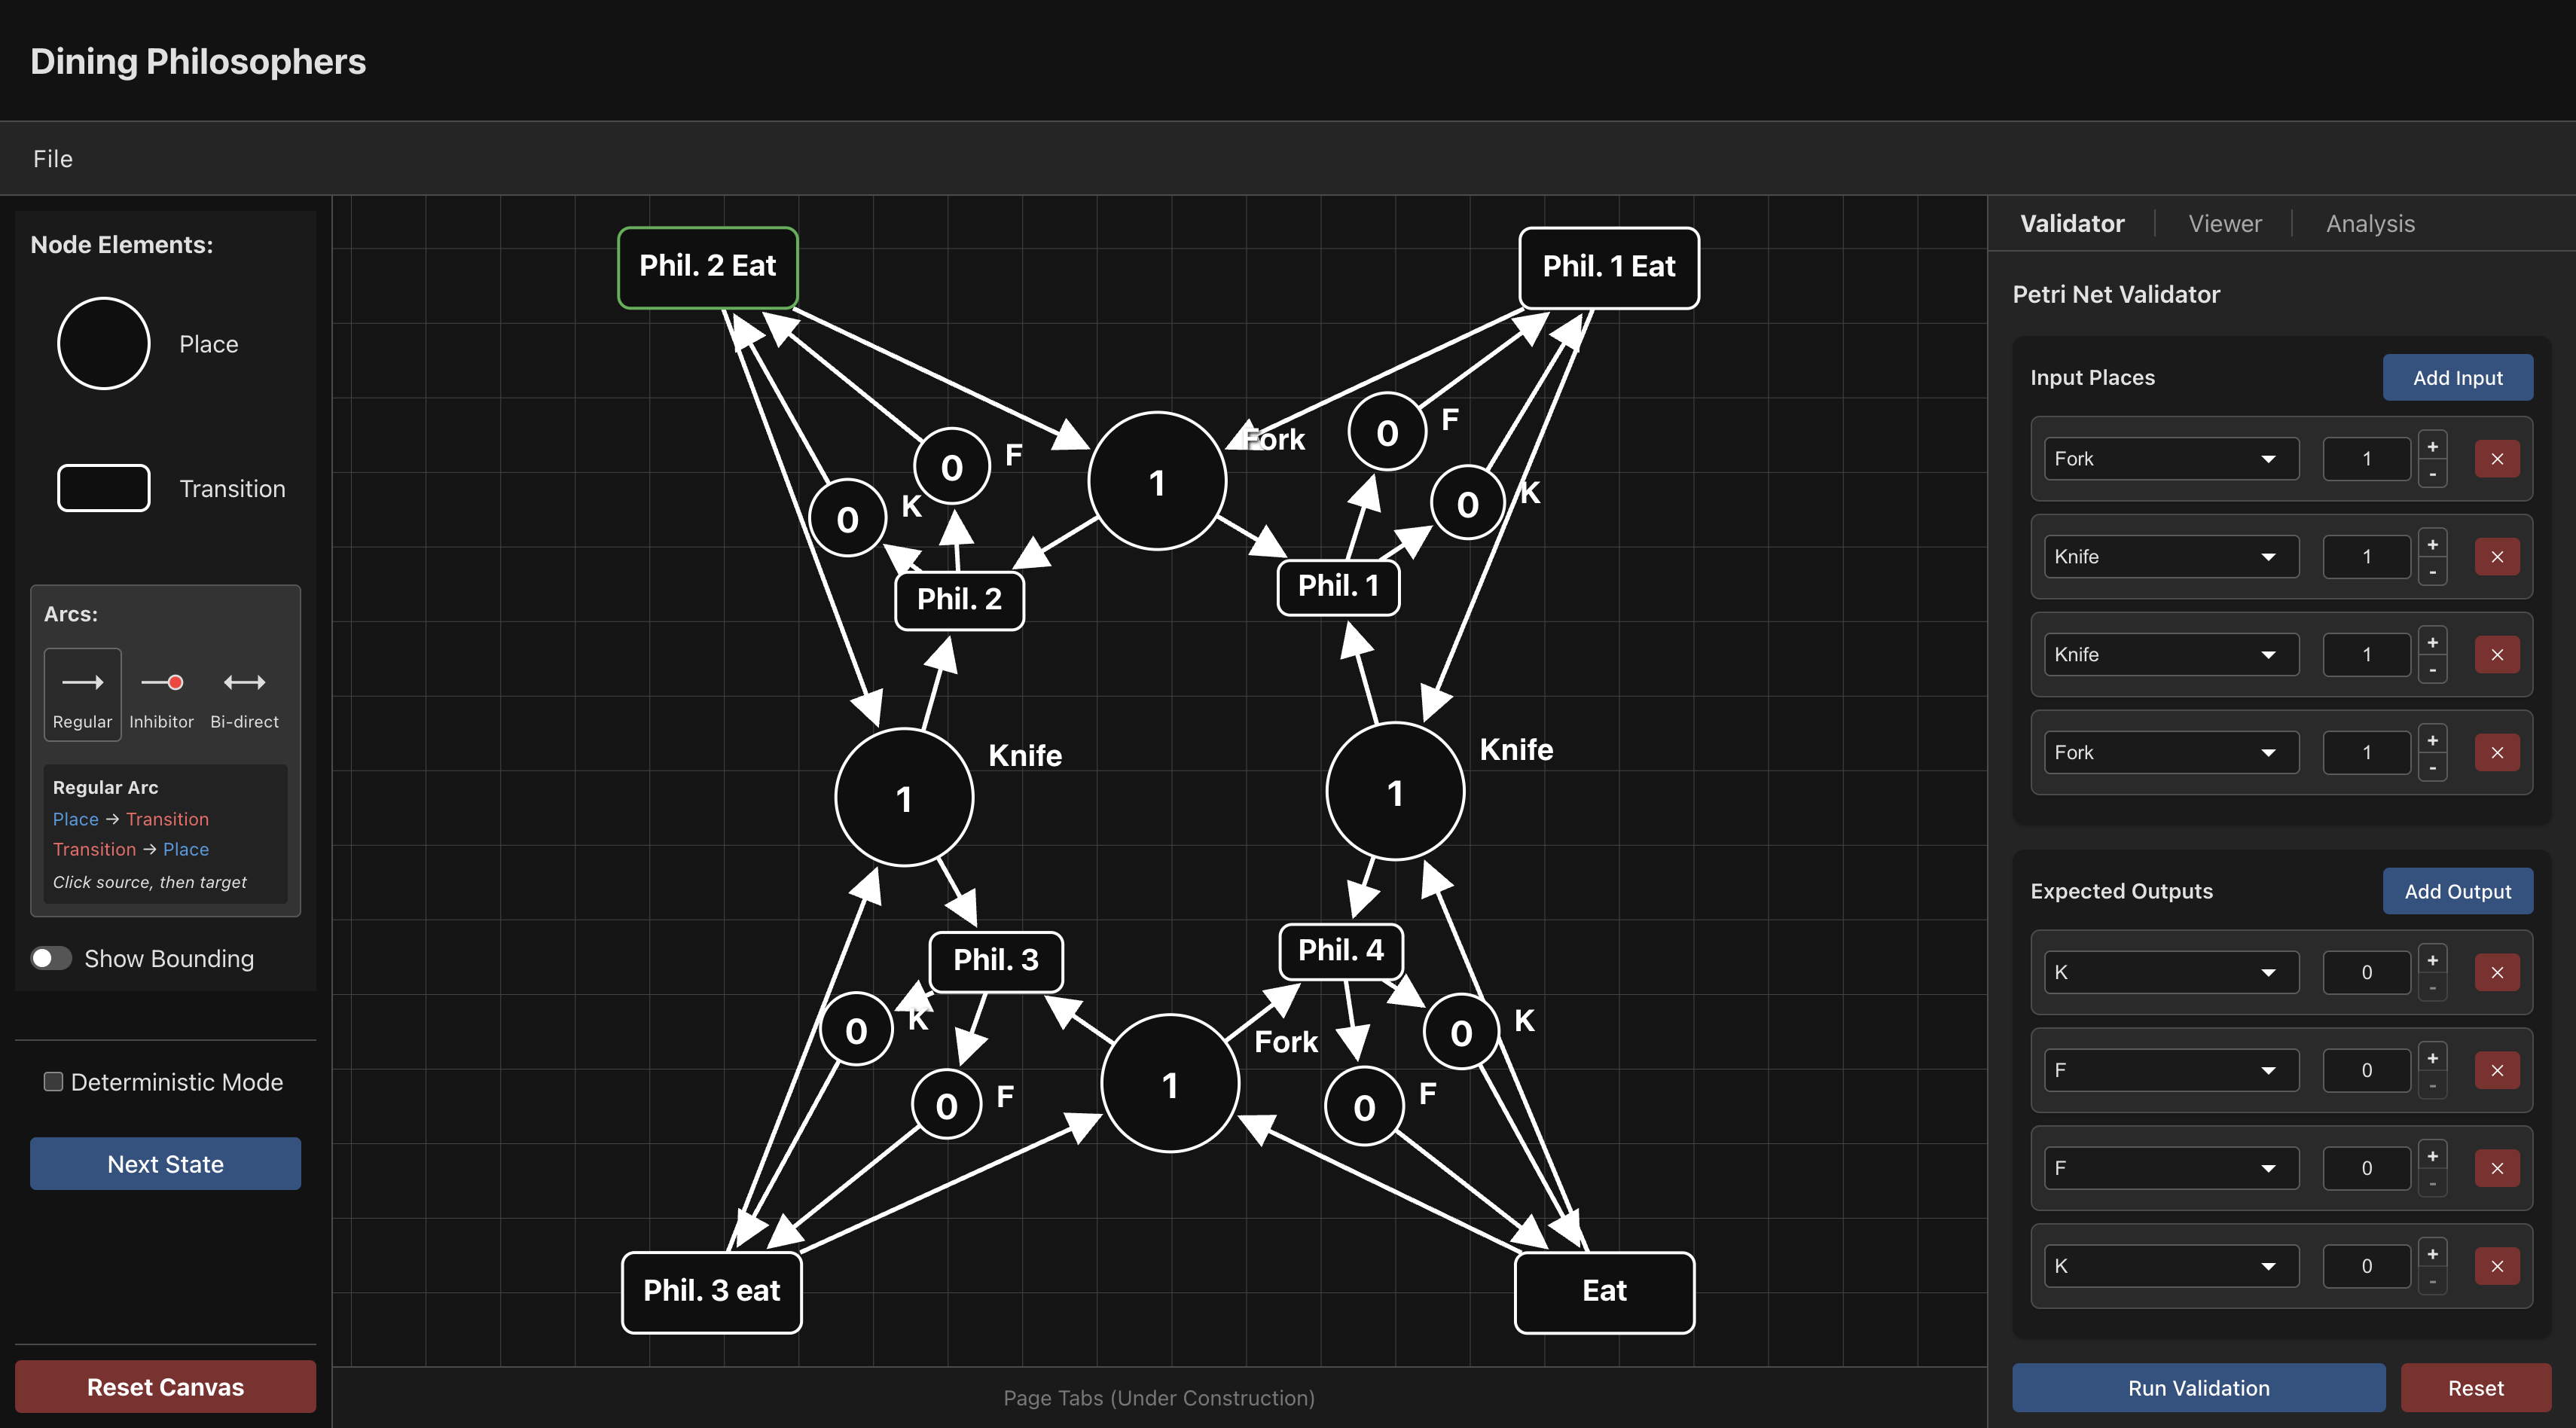 Dining Philosophers
File
Node Elements:
Place
Transition
Arcs:
Regular
Inhibitor
Bi-direct
Regular Arc
Place → Transition
Transition → Place
Click source, then target
Show Bounding
Deterministic Mode
Next State
Reset Canvas
Phil. 2 Eat
Phil. 1 Eat
0
F
1
Fork
0
F
0
K
0
K
Phil. 2
Phil. 1
1
Knife
1
Knife
Phil. 3
Phil. 4
0
K
0
F
1
Fork
0
F
0
K
Phil. 3 eat
Eat
Page Tabs (Under Construction)
Validator
Viewer
Analysis
Petri Net Validator
Input Places
Add Input
Fork 1 + - ×
Knife 1 + - ×
Knife 1 + - ×
Fork 1 + - ×
Expected Outputs
Add Output
K 0 + - ×
F 0 + - ×
F 0 + - ×
K 0 + - ×
Run Validation
Reset